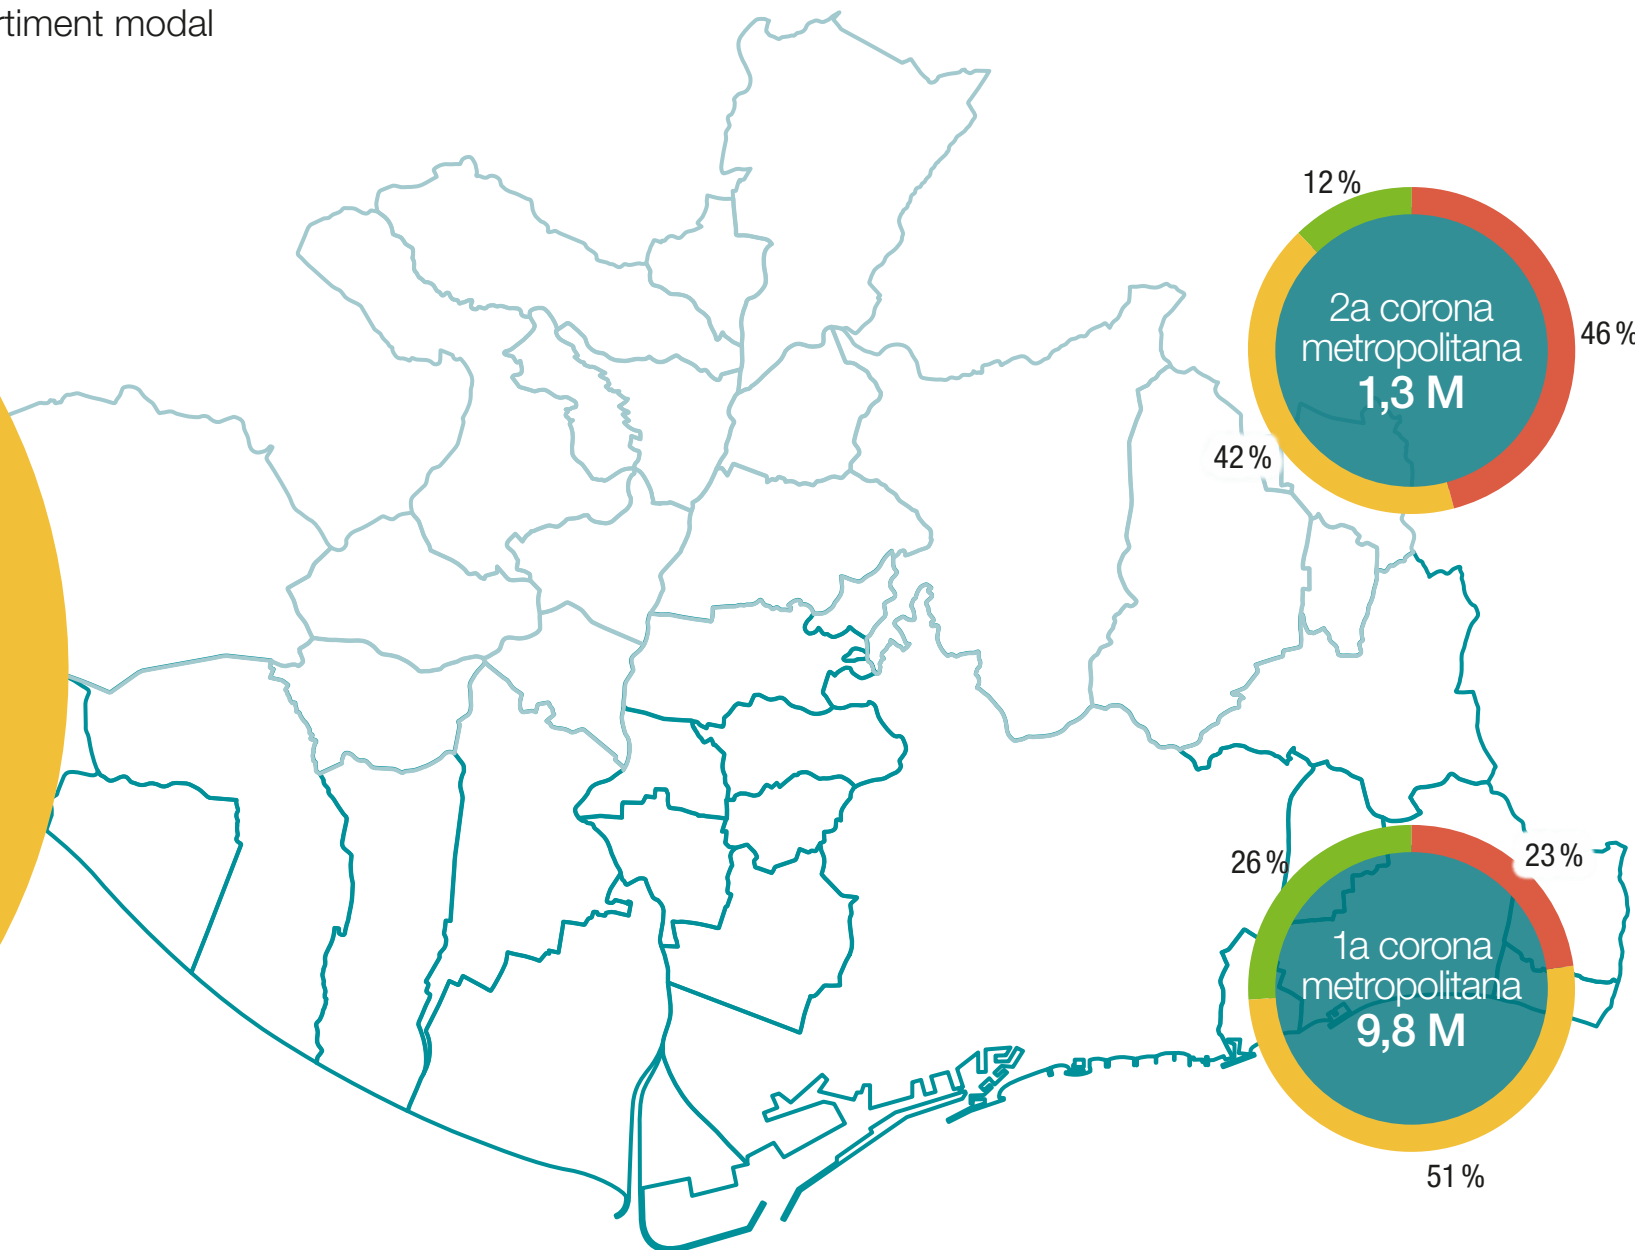 rtiment modal
12 %
2a corona
metropolitana
1,3 M
46 %
42 %
26 %
23 %
1a corona
metropolitana
9,8 M
51 %